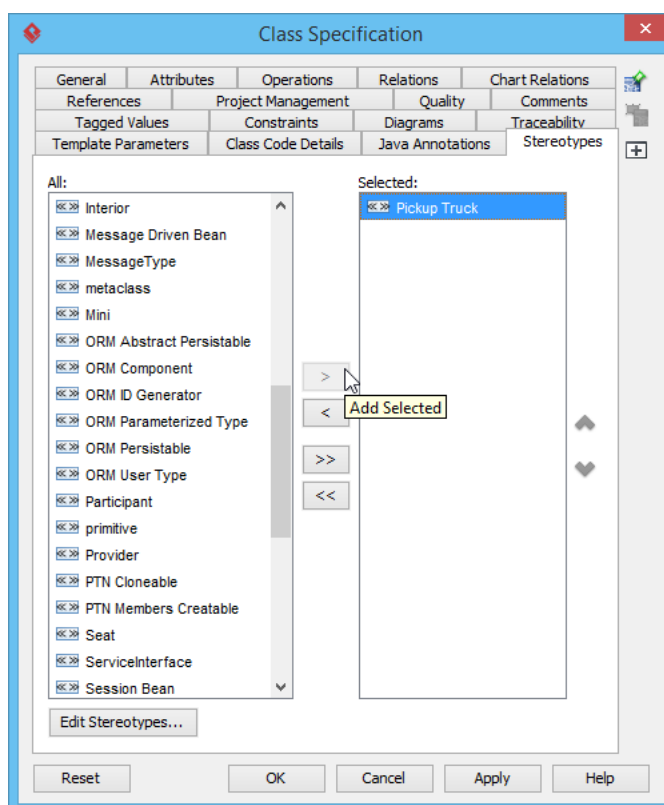 Class Specification
General Attributes Operations Relations Chart Relations
References Project Management Quality Comments
Tagged Values Constraints Diagrams Traceability
Template Parameters Class Code Details Java Annotations Stereotypes
All: Selected:
«» Interior
«» Pickup Truck
«» Message Driven Bean
«» MessageType
«» metaclass
«» Mini
«» ORM Abstract Persistable
«» ORM Component
«» ORM ID Generator
«» ORM Parameterized Type
«» ORM Persistable
«» ORM User Type
«» Participant
«» primitive
«» Provider
«» PTN Cloneable
«» PTN Members Creatable
«» Seat
«» ServiceInterface
«» Session Bean
>
Add Selected
<
>>
<<
Edit Stereotypes...
Reset OK Cancel Apply Help